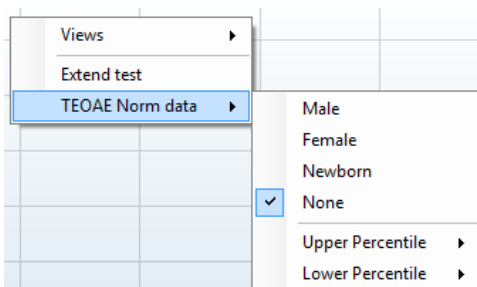 Views
Extend test
TEOAE Norm data
Male
Female
Newborn
None
Upper Percentile
Lower Percentile